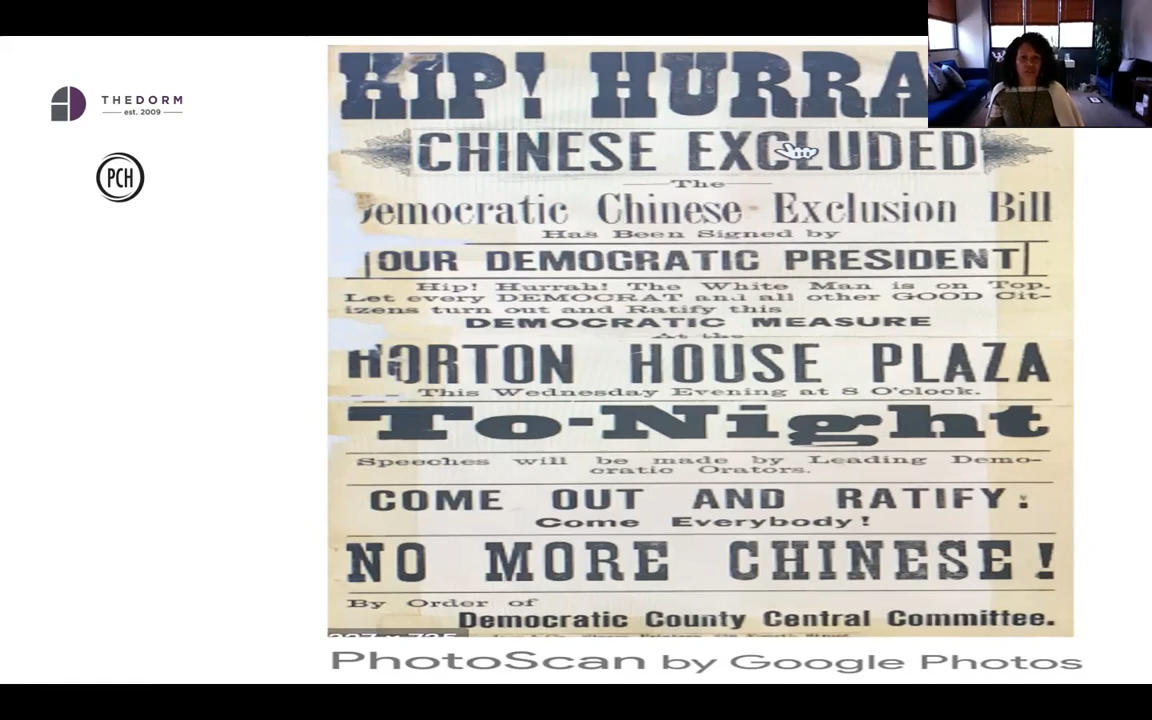 THEDORM
est. 2009
PCH
HIP! HURRA
CHINESE EXCLUDED
The
Democratic Chinese Exclusion Bill
Has Been Signed by
OUR DEMOCRATIC PRESIDENT
Hip! Hurrah! The White Man is on Top.
Let every DEMOCRAT and all other GOOD Cit-
izens turn out and Ratify this
DEMOCRATIC MEASURE
At the
HORTON HOUSE PLAZA
This Wednesday Evening at 8 O'clock.
To-Night
Speeches will be made by Leading Demo-
cratic Orators.
COME OUT AND RATIFY!
Come Everybody!
NO MORE CHINESE!
By Order of
Democratic County Central Committee.
PhotoScan by Google Photos